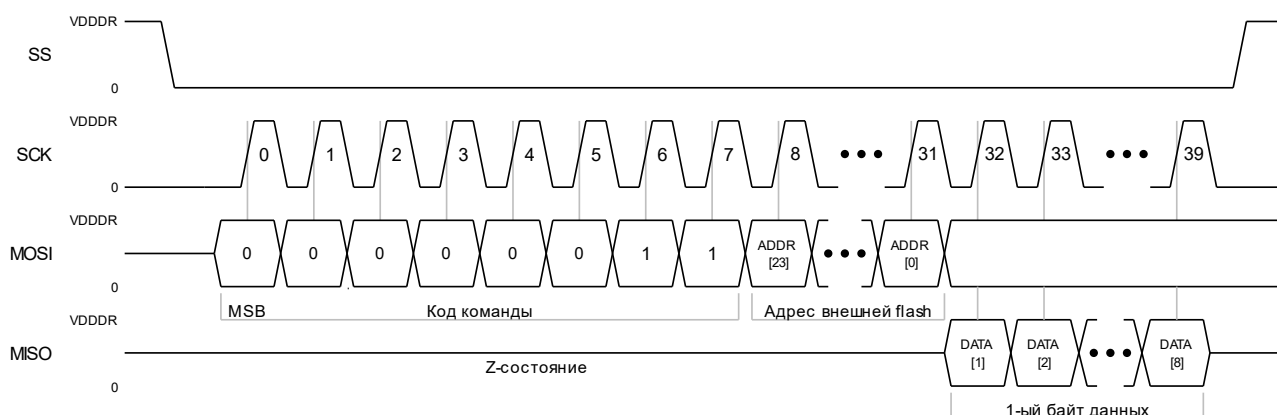 VDDDR
SS
0
VDDDR
SCK 0 1 2 3 4 5 6 7 8 ••• 31 32 33 ••• 39
0
VDDDR
MOSI 0 0 0 0 0 0 1 1 ADDR [23] ••• ADDR [0]
0
MSB Код команды Адрес внешней flash
VDDDR
MISO Z-состояние DATA [1] DATA [2] ••• DATA [8]
0
1-ый байт данных